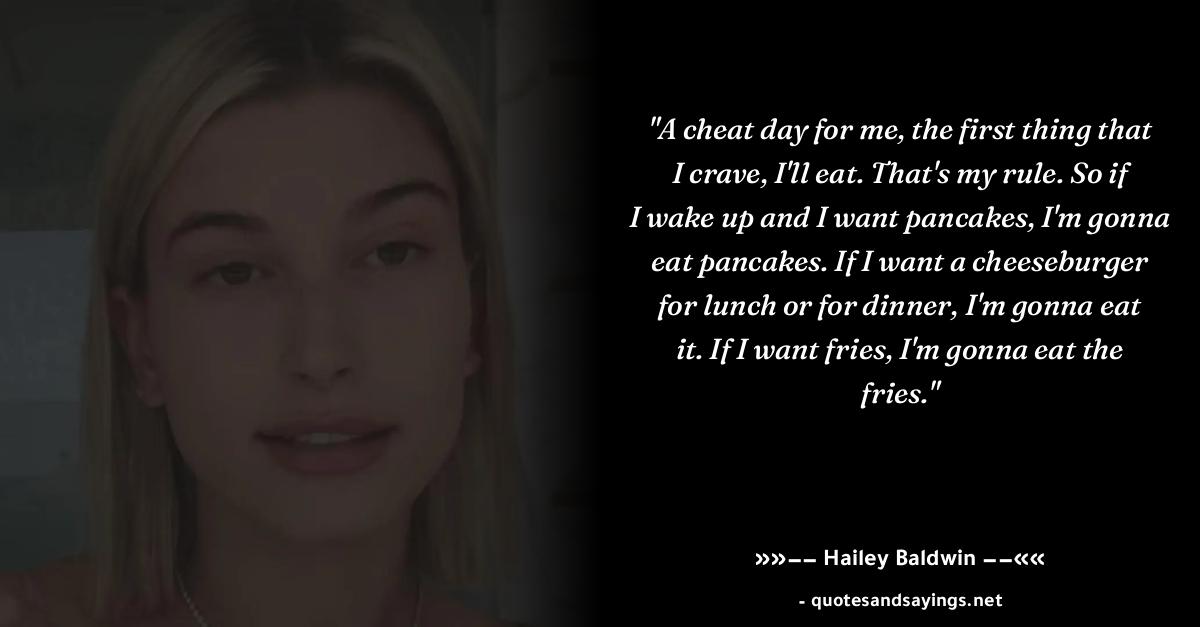 "A cheat day for me, the first thing that
I crave, I'll eat. That's my rule. So if
I wake up and I want pancakes, I'm gonna
eat pancakes. If I want a cheeseburger
for lunch or for dinner, I'm gonna eat
it. If I want fries, I'm gonna eat the
fries."
»»−− Hailey Baldwin −−««
- quotesandsayings.net